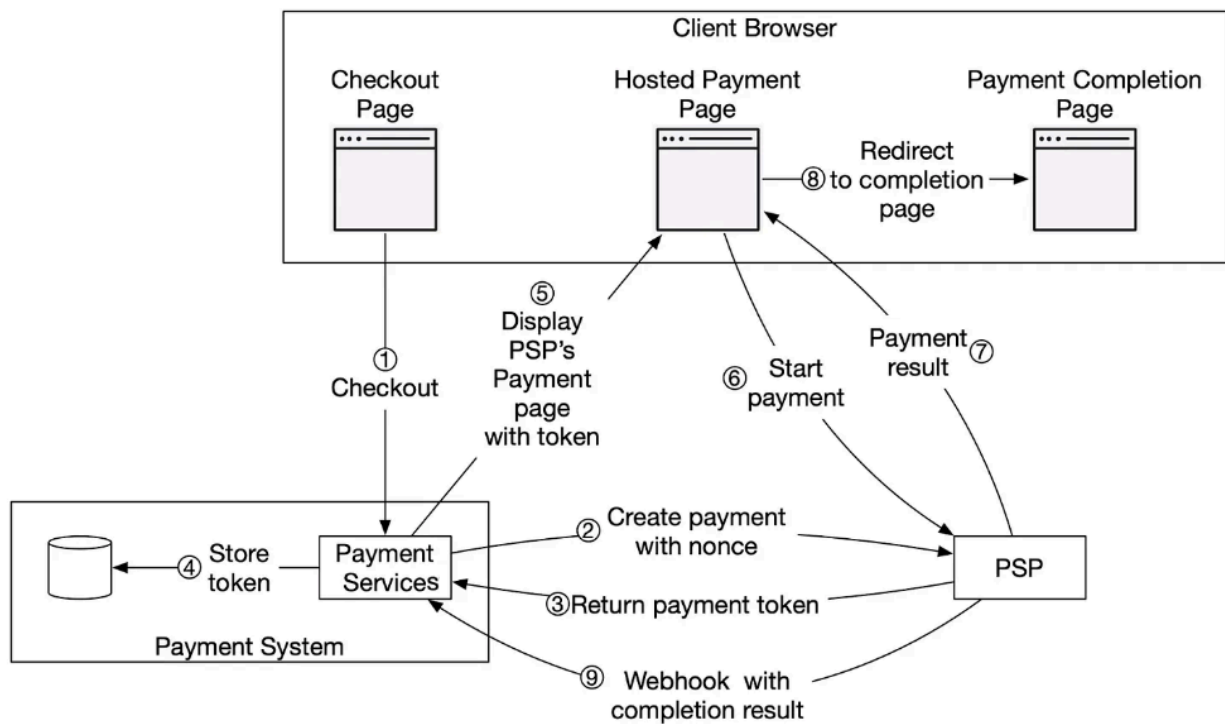 Client Browser
Checkout
Page
Hosted Payment
Page
Payment Completion
Page
Redirect
⑧ to completion
page
⑤
Display
PSP's
Payment
page
with token
①
Checkout
⑥ Start
payment
Payment ⑦
result
② Create payment
with nonce
④ Store
token
Payment
Services
PSP
③ Return payment token
Payment System
⑨ Webhook with
completion result